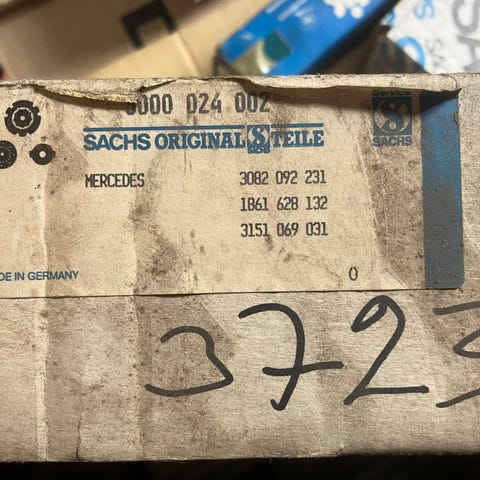 000 024 002
SACHS ORIGINAL S TEILE
Service
SACHS
MERCEDES 3082 092 231
1861 628 132
3151 069 031
DE IN GERMANY
0
372